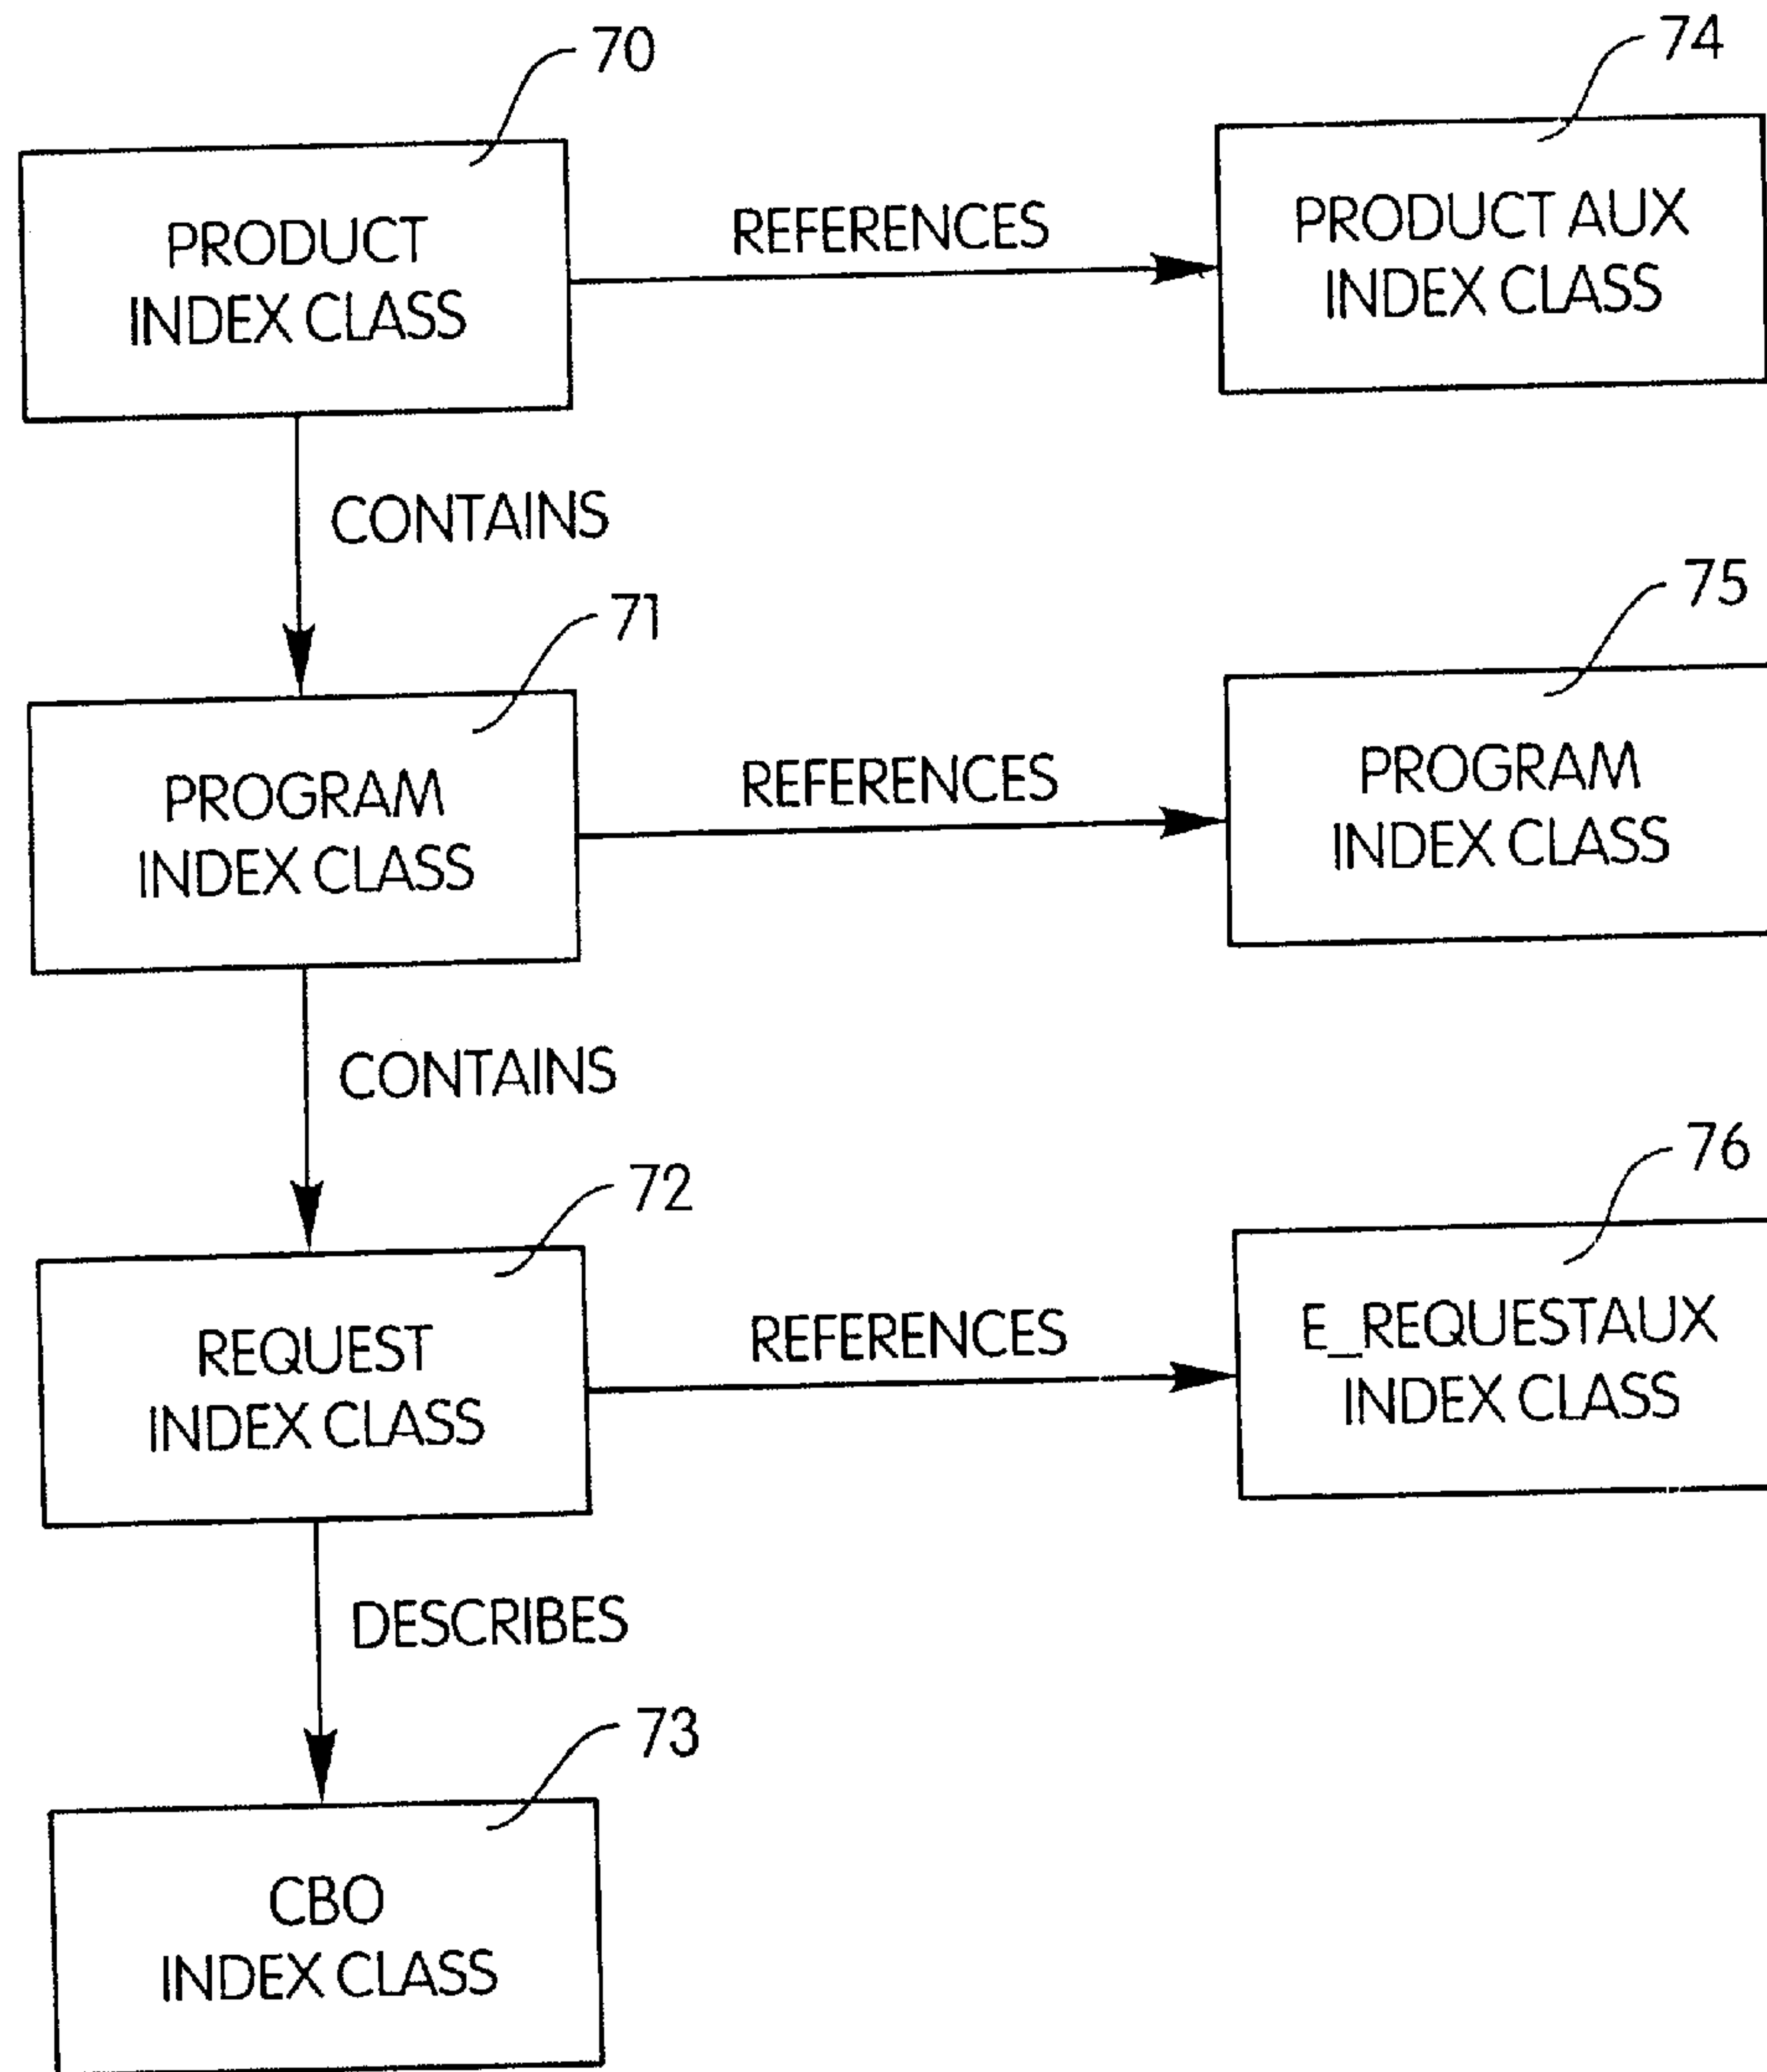 70
74
PRODUCT
INDEX CLASS
REFERENCES
PRODUCT AUX
INDEX CLASS
CONTAINS
71
75
PROGRAM
INDEX CLASS
REFERENCES
PROGRAM
INDEX CLASS
CONTAINS
72
76
REQUEST
INDEX CLASS
REFERENCES
E_REQUESTAUX
INDEX CLASS
DESCRIBES
73
CBO
INDEX CLASS